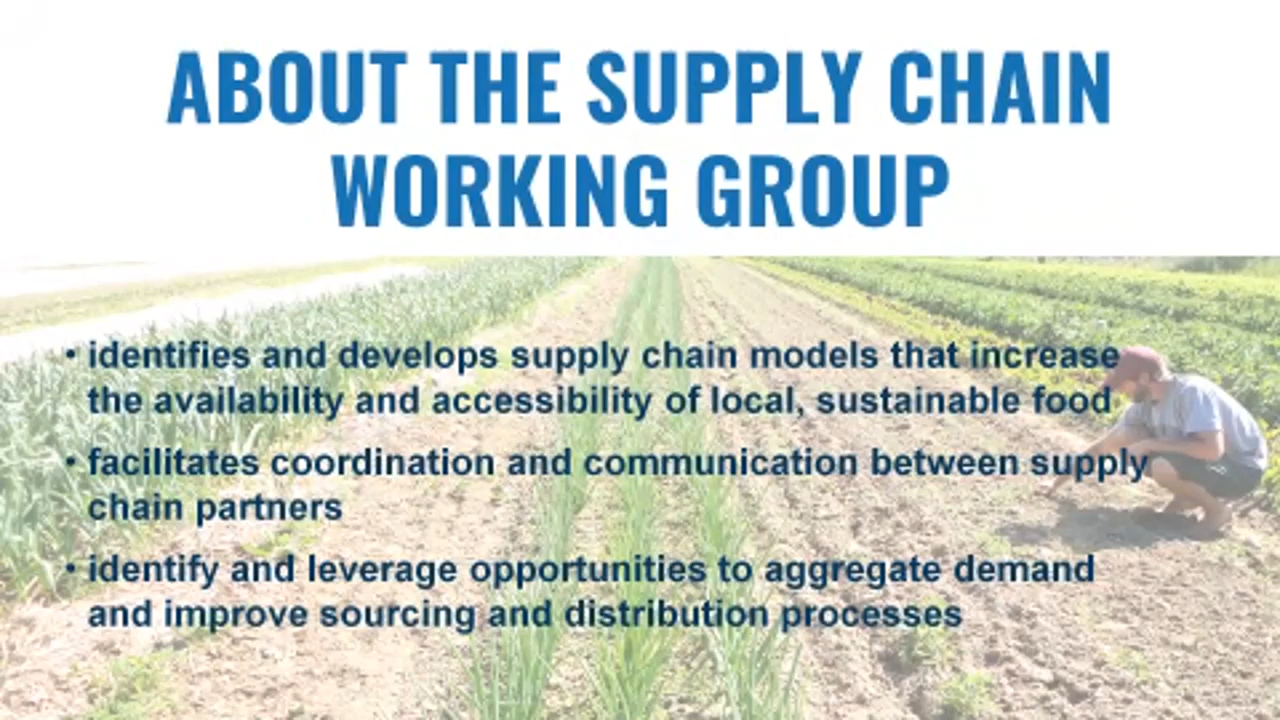 ABOUT THE SUPPLY CHAIN
WORKING GROUP
• identifies and develops supply chain models that increase
the availability and accessibility of local, sustainable food
• facilitates coordination and communication between supply
chain partners
• identify and leverage opportunities to aggregate demand
and improve sourcing and distribution processes